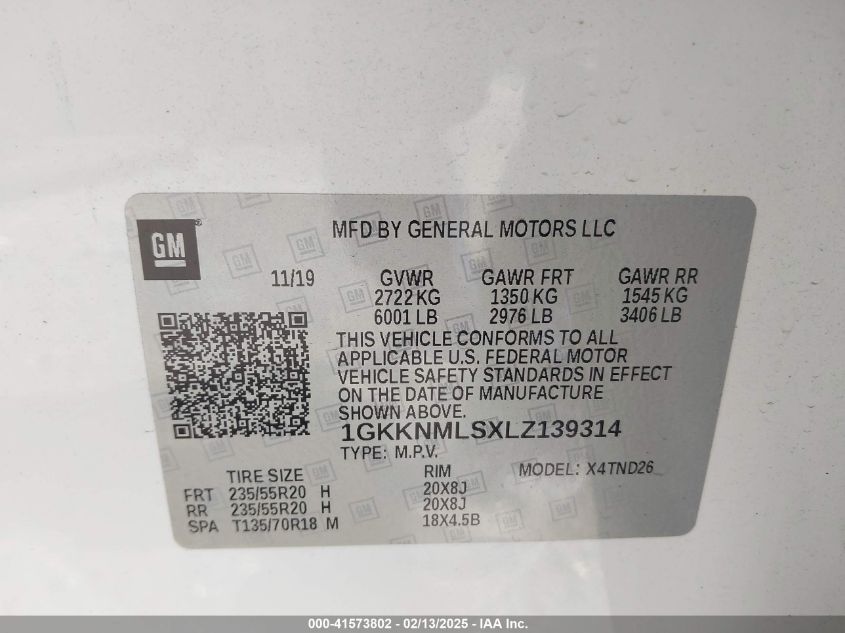 GM
MFD BY GENERAL MOTORS LLC
11/19 GVWR GAWR FRT GAWR RR
2722 KG 1350 KG 1545 KG
6001 LB 2976 LB 3406 LB
THIS VEHICLE CONFORMS TO ALL
APPLICABLE U.S. FEDERAL MOTOR
VEHICLE SAFETY STANDARDS IN EFFECT
ON THE DATE OF MANUFACTURE
SHOWN ABOVE.
1GKKNMLSXLZ139314
TYPE: M.P.V.
TIRE SIZE RIM MODEL: X4TND26
FRT 235/55R20 H 20X8J
RR 235/55R20 H 20X8J
SPA T135/70R18 M 18X4.5B
000-41573802 - 02/13/2025 - IAA Inc.